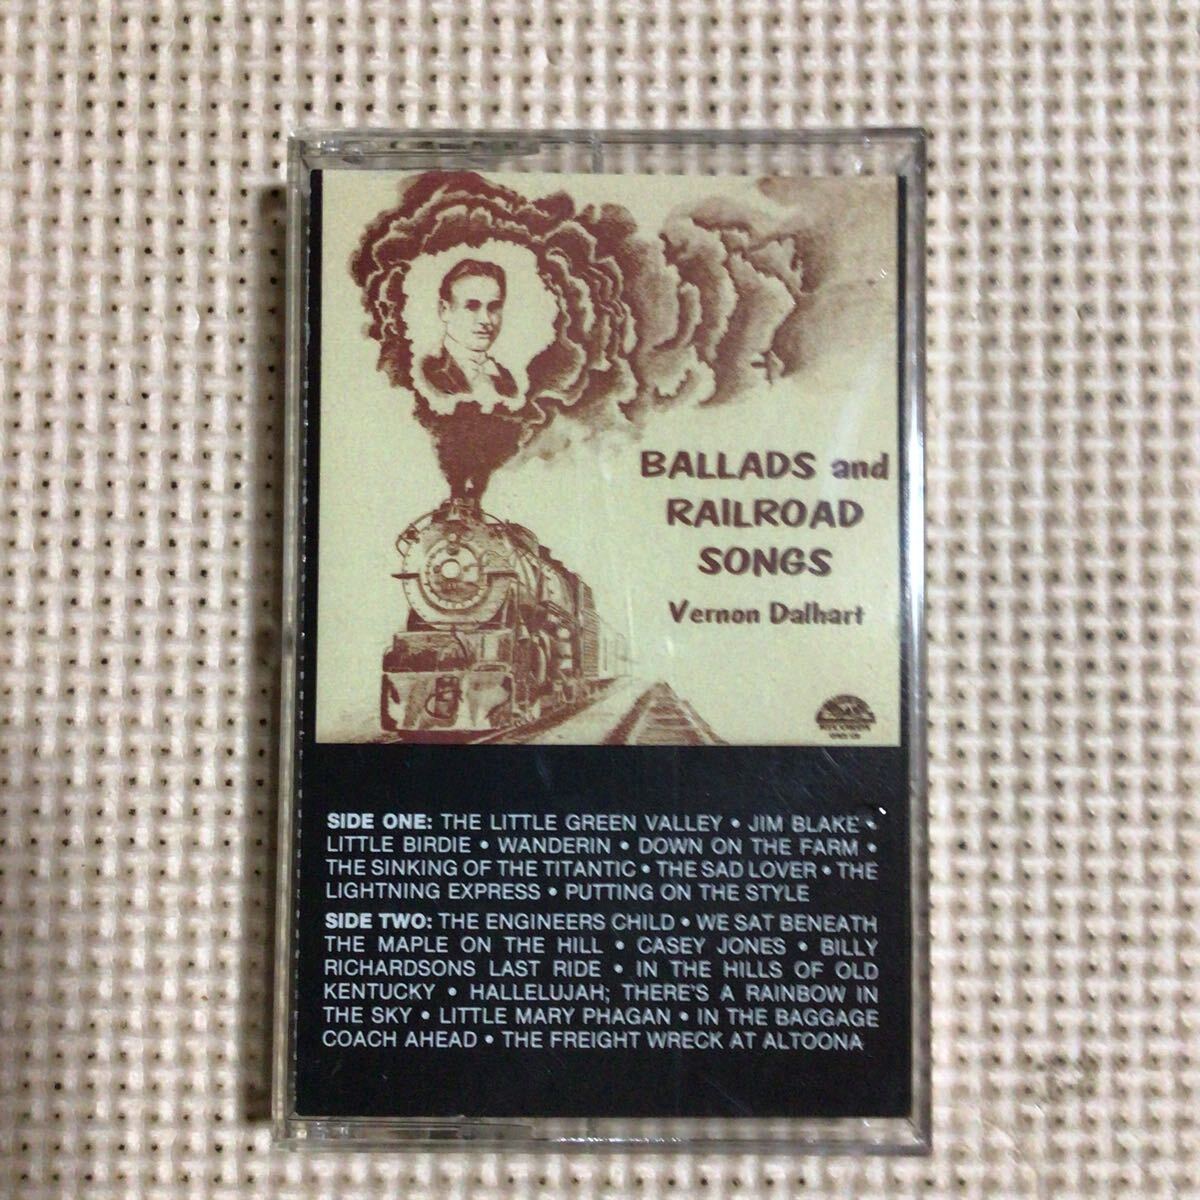 BALLADS and
RAILROAD
SONGS
Vernon Dalhart
RECORDS
SIDE ONE: THE LITTLE GREEN VALLEY • JIM BLAKE •
LITTLE BIRDIE • WANDERIN • DOWN ON THE FARM •
THE SINKING OF THE TITANTIC • THE SAD LOVER • THE
LIGHTNING EXPRESS • PUTTING ON THE STYLE
SIDE TWO: THE ENGINEERS CHILD • WE SAT BENEATH
THE MAPLE ON THE HILL • CASEY JONES • BILLY
RICHARDSONS LAST RIDE • IN THE HILLS OF OLD
KENTUCKY • HALLELUJAH; THERE'S A RAINBOW IN
THE SKY • LITTLE MARY PHAGAN • IN THE BAGGAGE
COACH AHEAD • THE FREIGHT WRECK AT ALTOONA